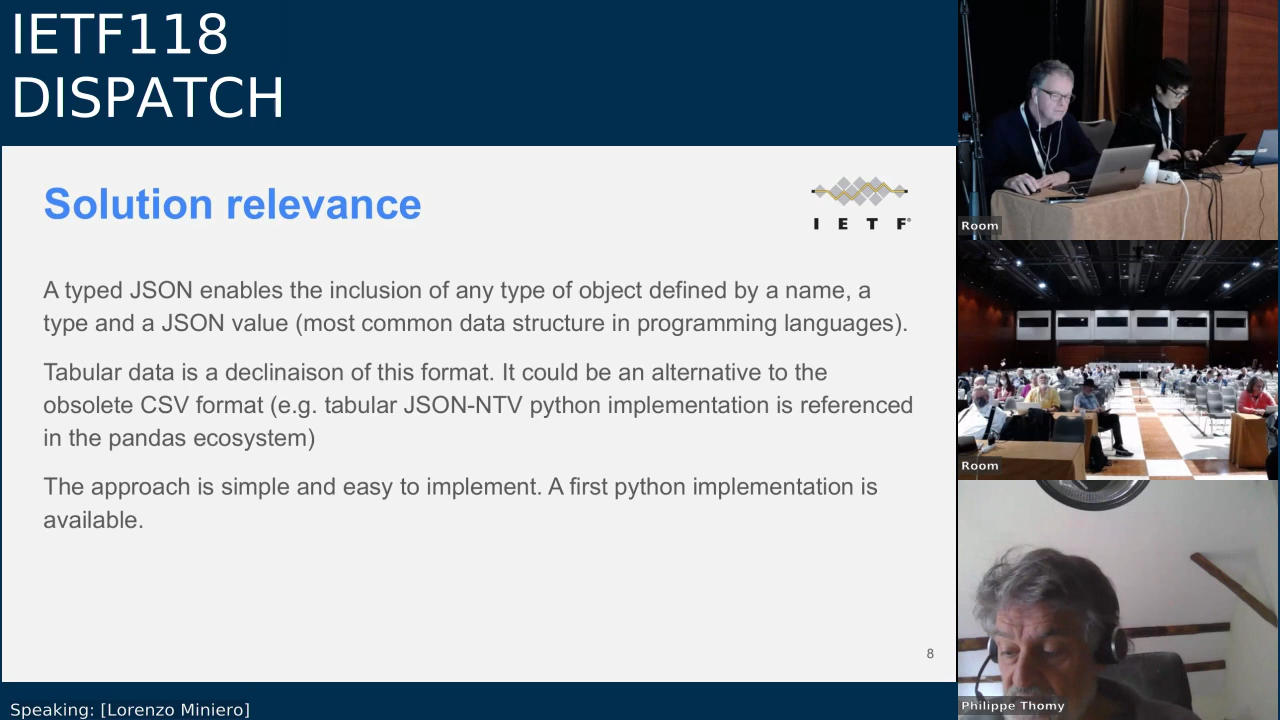 IETF118
DISPATCH
Solution relevance
I E T F
A typed JSON enables the inclusion of any type of object defined by a name, a
type and a JSON value (most common data structure in programming languages).
Tabular data is a declinaison of this format. It could be an alternative to the
obsolete CSV format (e.g. tabular JSON-NTV python implementation is referenced
in the pandas ecosystem)
The approach is simple and easy to implement. A first python implementation is
available.
8
Speaking: [Lorenzo Miniero]
Room
Room
Philippe Thomy